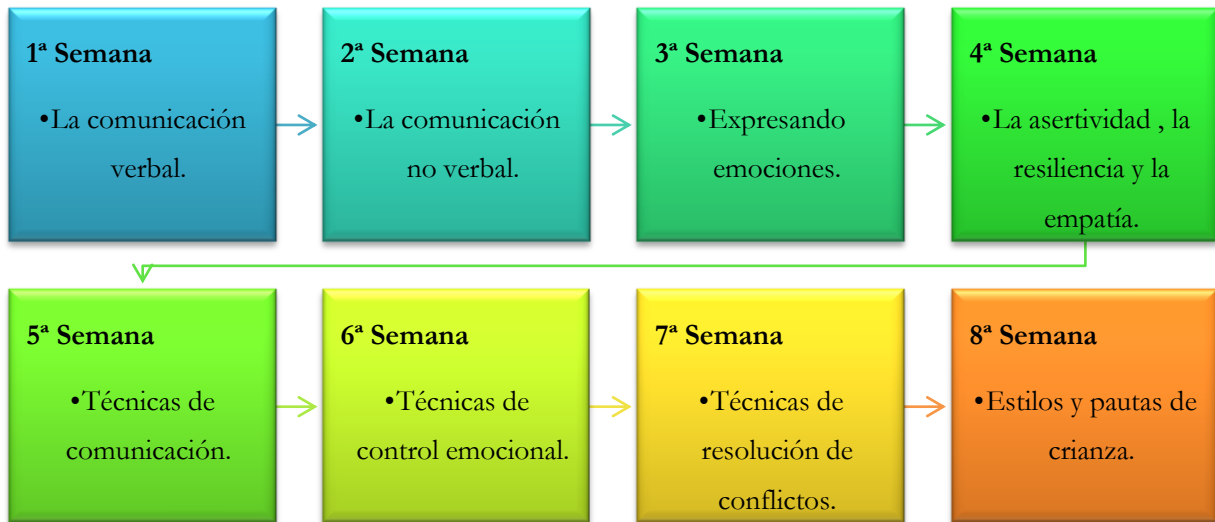 1ª Semana
•La comunicación
verbal.
2ª Semana
•La comunicación
no verbal.
3ª Semana
•Expresando
emociones.
4ª Semana
•La asertividad , la
resiliencia y la
empatía.
5ª Semana
•Técnicas de
comunicación.
6ª Semana
•Técnicas de
control emocional.
7ª Semana
•Técnicas de
resolución de
conflictos.
8ª Semana
•Estilos y pautas de
crianza.